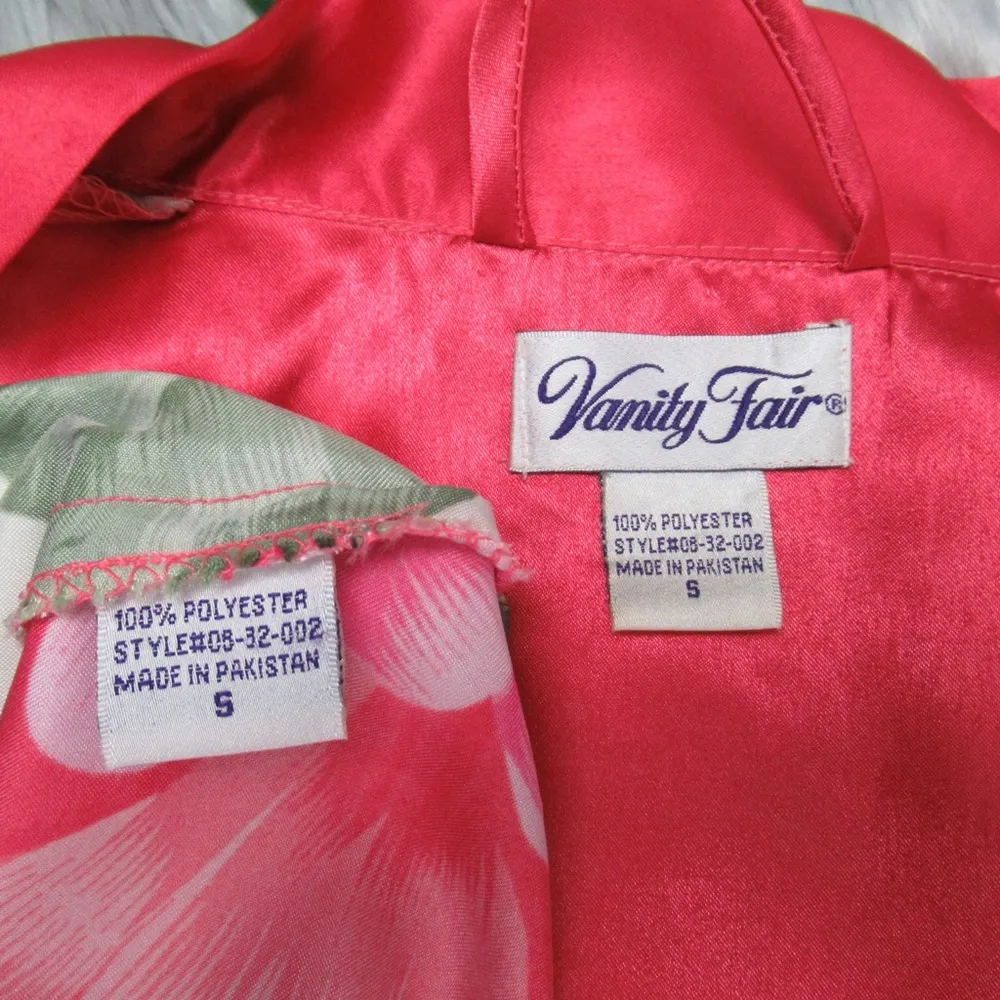 Vanity Fair®
100% POLYESTER
STYLE#08-32-002
MADE IN PAKISTAN
S
100% POLYESTER
STYLE#08-32-002
MADE IN PAKISTAN
S